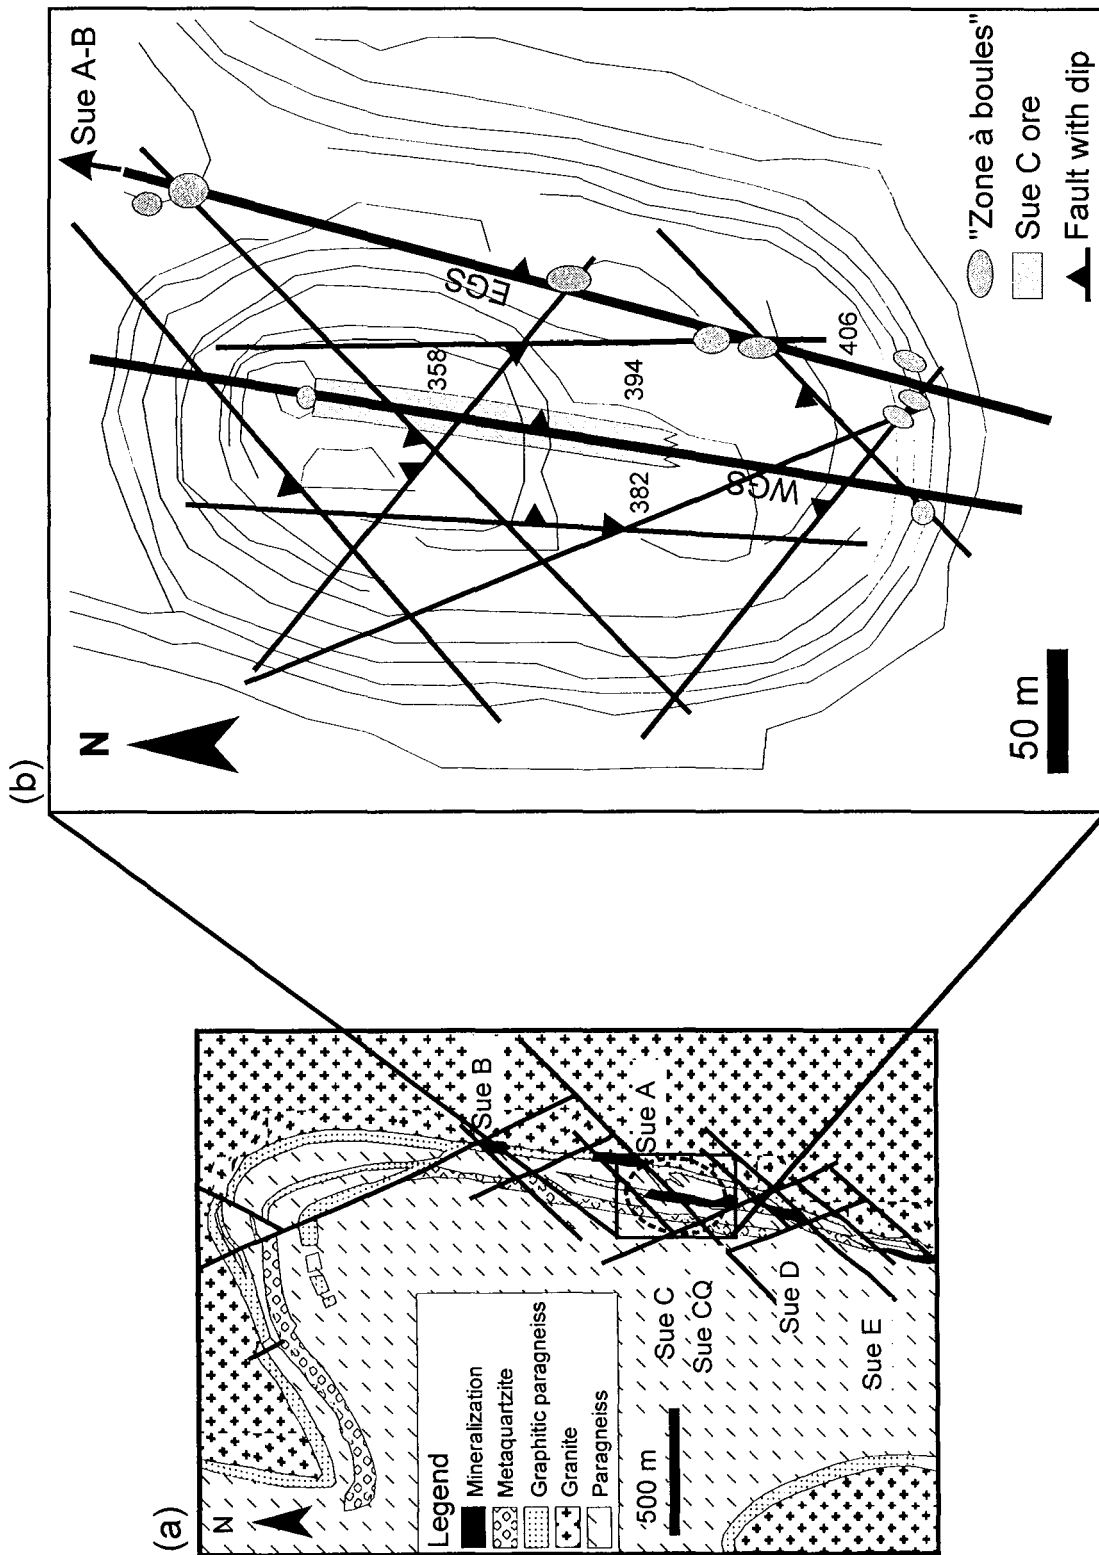 (a)
N
Legend
Mineralization
Metaquartzite
Graphitic paragneiss
Granite
Paragneiss
500 m
Sue B
Sue A
Sue C
Sue CQ
Sue D
Sue E
(b)
N
Sue A-B
EGS
358
394
382
WGS
406
50 m
"Zone à boules"
Sue C ore
Fault with dip